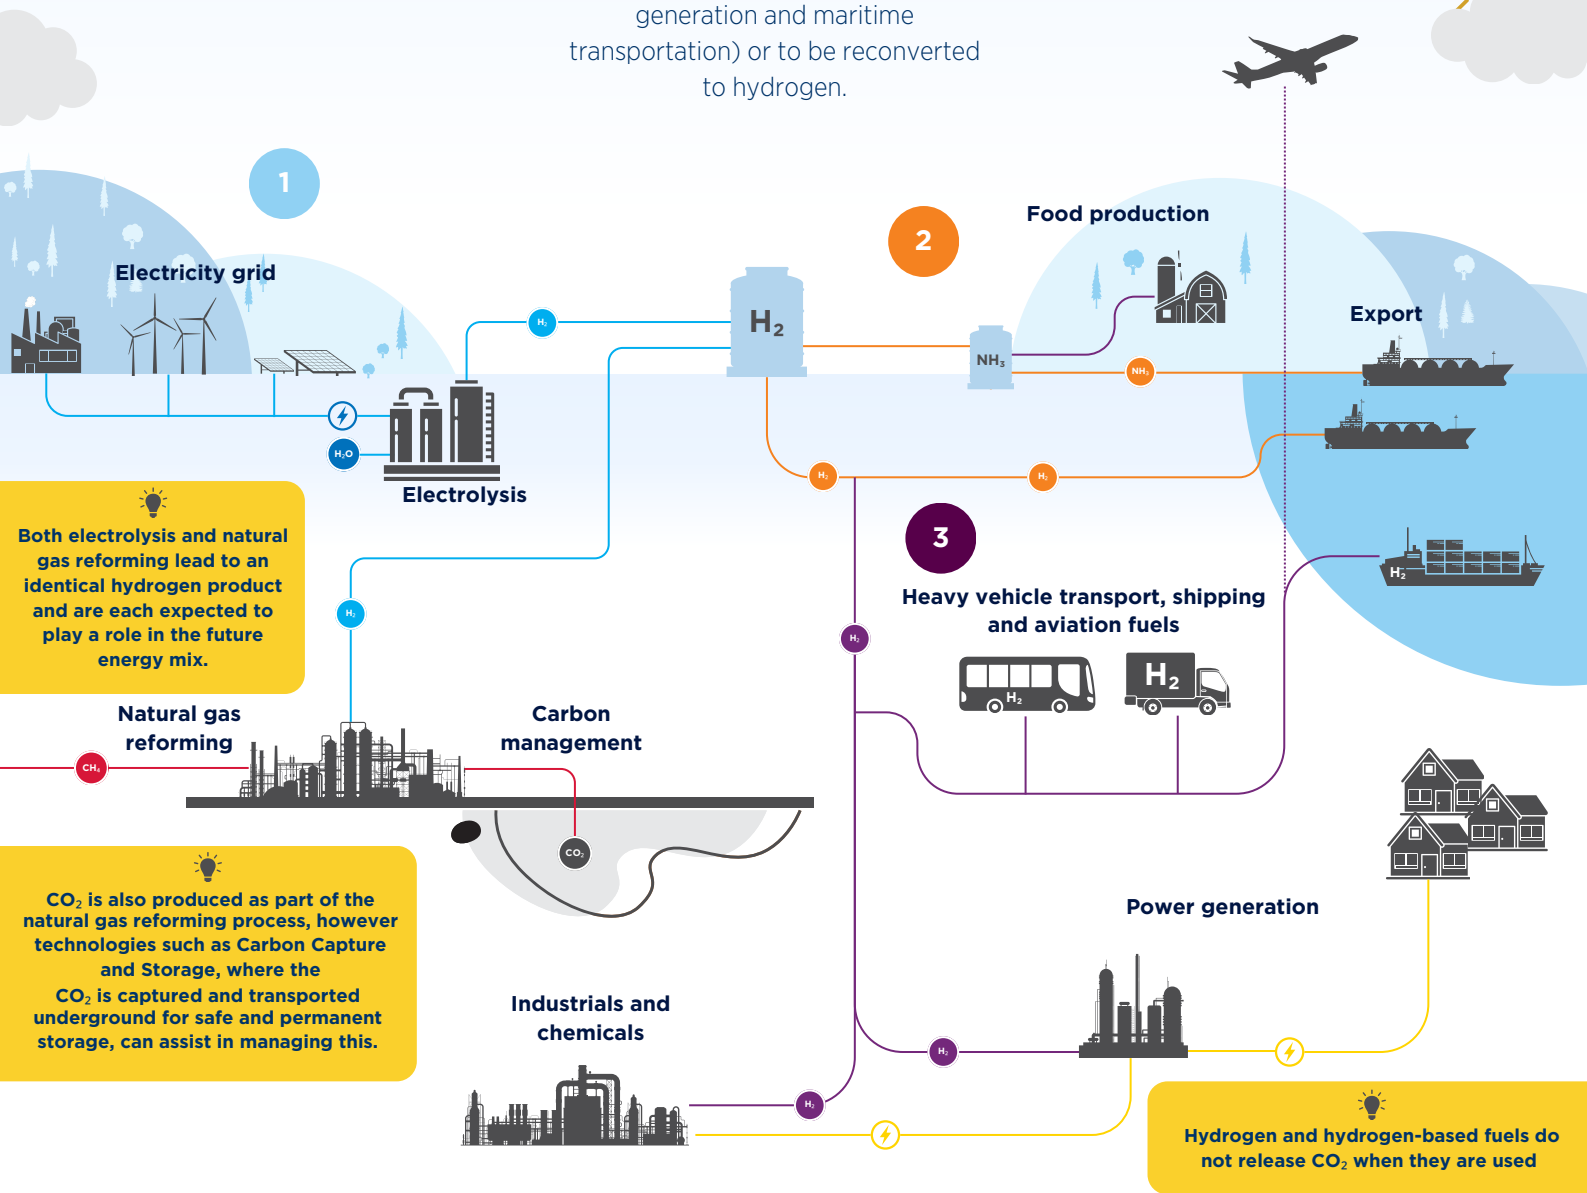 generation and maritime
transportation) or to be reconverted
to hydrogen.
1
2
Food production
Electricity grid
Export
H₂
H₂
NH₃
NH₃
H₂O
Electrolysis
H₂
H₂
3
Both electrolysis and natural
gas reforming lead to an
identical hydrogen product
and are each expected to
play a role in the future
energy mix.
H₂
Heavy vehicle transport, shipping
and aviation fuels
H₂
H₂
H₂
H₂
Natural gas
reforming
Carbon
management
CH₄
CO₂
CO₂ is also produced as part of the
natural gas reforming process, however
technologies such as Carbon Capture
and Storage, where the
CO₂ is captured and transported
underground for safe and permanent
storage, can assist in managing this.
Power generation
Industrials and
chemicals
H₂
H₂
Hydrogen and hydrogen-based fuels do
not release CO₂ when they are used